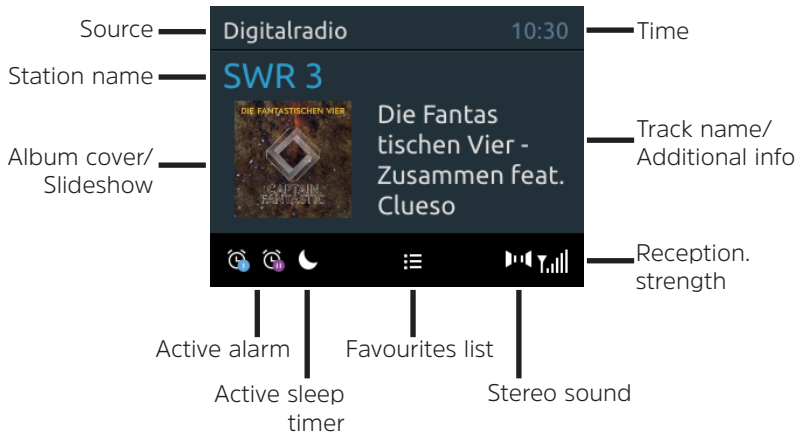 Source
Digitalradio
10:30
Time
Station name
SWR 3
DIE FANTASTISCHEN VIER
Die Fantas
tischen Vier -
Zusammen feat.
Clueso
Album cover/
Slideshow
CAPTAIN
FANTASTIC
Track name/
Additional info
Reception.
strength
Active alarm
Favourites list
Active sleep
timer
Stereo sound